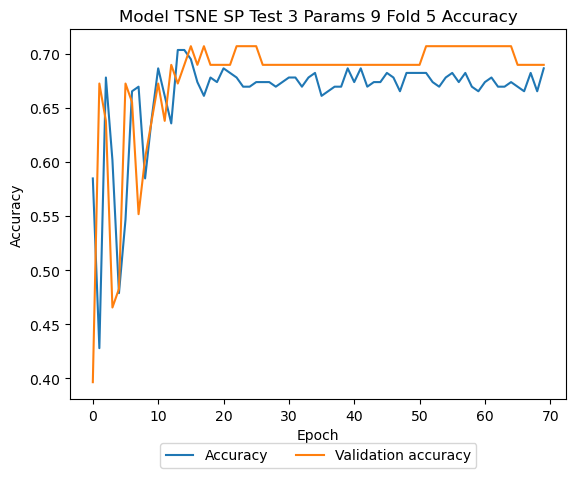 Model TSNE SP Test 3 Params 9 Fold 5 Accuracy
0.70
0.65
0.60
0.55
0.50
0.45
0.40
Accuracy
0 10 20 30 40 50 60 70
Epoch
Accuracy Validation accuracy